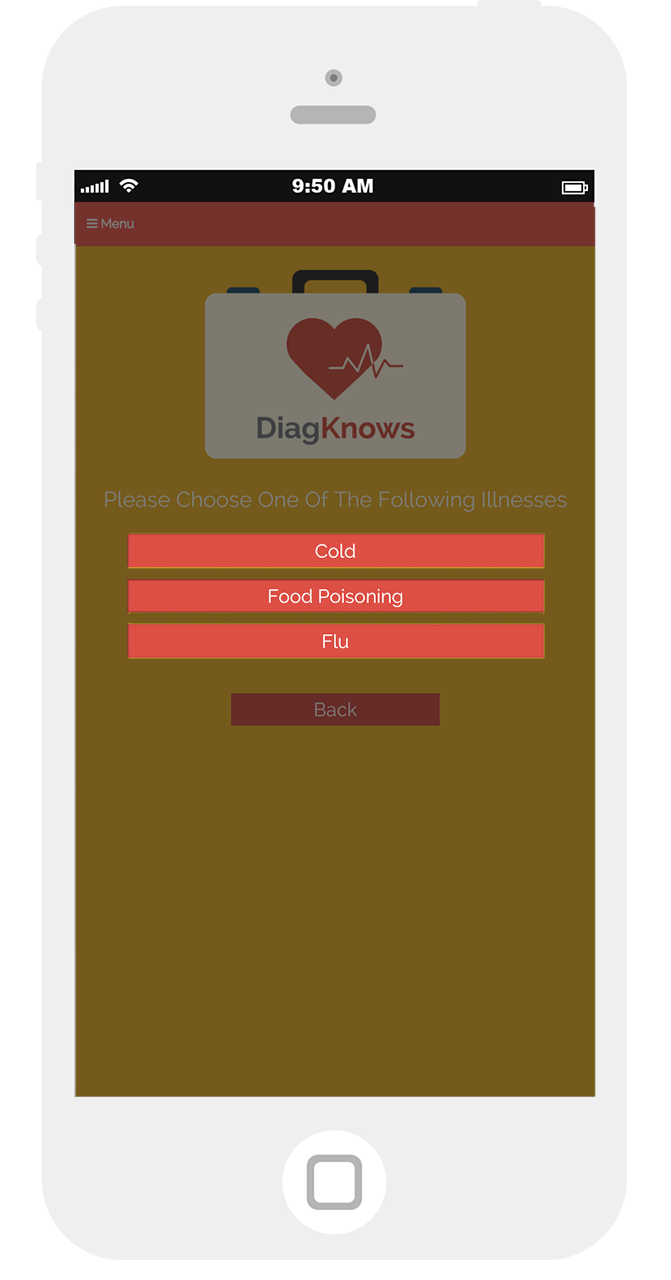 9:50 AM
Menu
DiagKnows
Please Choose One Of The Following Illnesses
Cold
Food Poisoning
Flu
Back